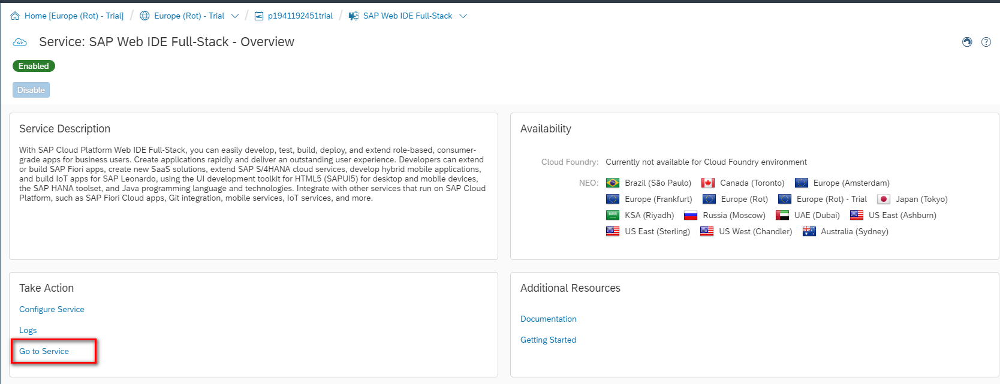 Home [Europe (Rot) - Trial] / Europe (Rot) - Trial / p1941192451trial / SAP Web IDE Full-Stack
Service: SAP Web IDE Full-Stack - Overview
Enabled
Disable
Service Description
With SAP Cloud Platform Web IDE Full-Stack, you can easily develop, test, build, deploy, and extend role-based, consumer-
grade apps for business users. Create applications rapidly and deliver an outstanding user experience. Developers can extend
or build SAP Fiori apps, create new SaaS solutions, extend SAP S/4HANA cloud services, develop hybrid mobile applications,
and build IoT apps for SAP Leonardo, using the UI development toolkit for HTML5 (SAPUI5) for desktop and mobile devices,
the SAP HANA toolset, and Java programming language and technologies. Integrate with other services that run on SAP Cloud
Platform, such as SAP Fiori Cloud apps, Git integration, mobile services, IoT services, and more.
Availability
Cloud Foundry: Currently not available for Cloud Foundry environment
NEO: Brazil (São Paulo) Canada (Toronto) Europe (Amsterdam)
Europe (Frankfurt) Europe (Rot) Europe (Rot) - Trial Japan (Tokyo)
KSA (Riyadh) Russia (Moscow) UAE (Dubai) US East (Ashburn)
US East (Sterling) US West (Chandler) Australia (Sydney)
Take Action
Configure Service
Logs
Go to Service
Additional Resources
Documentation
Getting Started